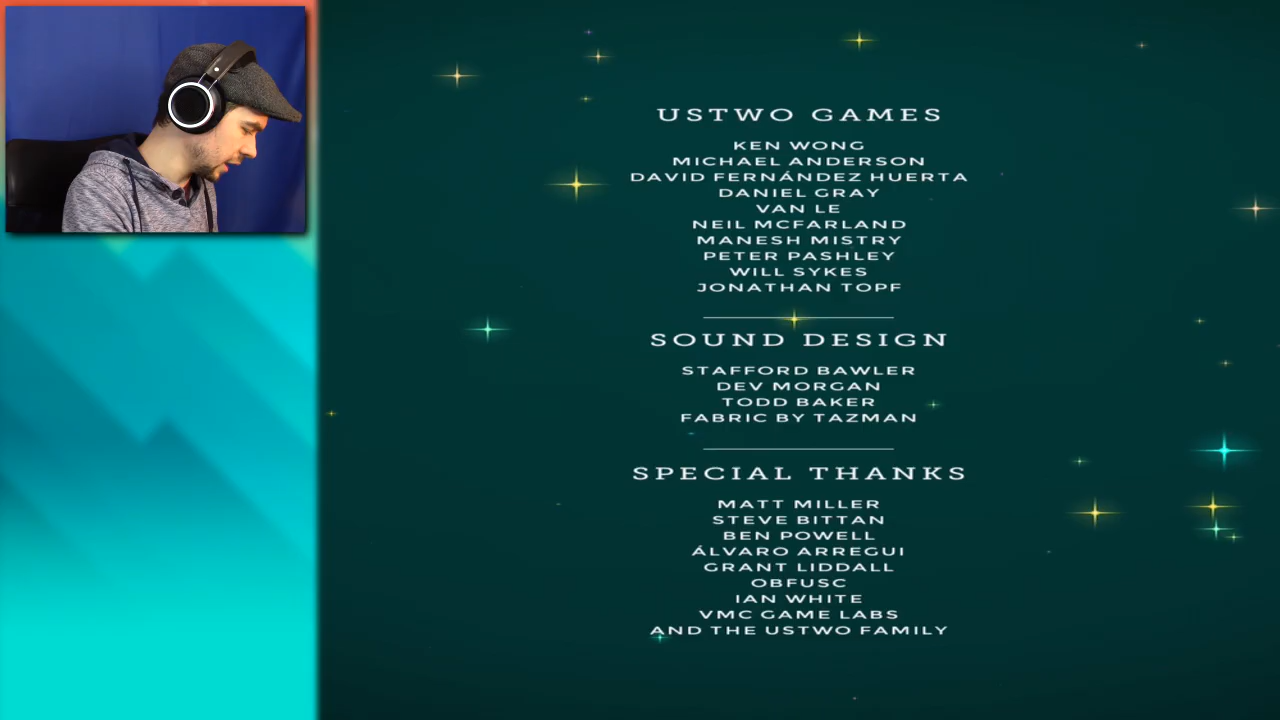 USTWO GAMES
KEN WONG
MICHAEL ANDERSON
DAVID FERNÁNDEZ HUERTA
DANIEL GRAY
VAN LE
NEIL MCFARLAND
MANESH MISTRY
PETER PASHLEY
WILL SYKES
JONATHAN TOPF
SOUND DESIGN
STAFFORD BAWLER
DEV MORGAN
TODD BAKER
FABRIC BY TAZMAN
SPECIAL THANKS
MATT MILLER
STEVE BITTAN
BEN POWELL
ÁLVARO ARREGUI
GRANT LIDDALL
OBFUSC
IAN WHITE
VMC GAME LABS
AND THE USTWO FAMILY